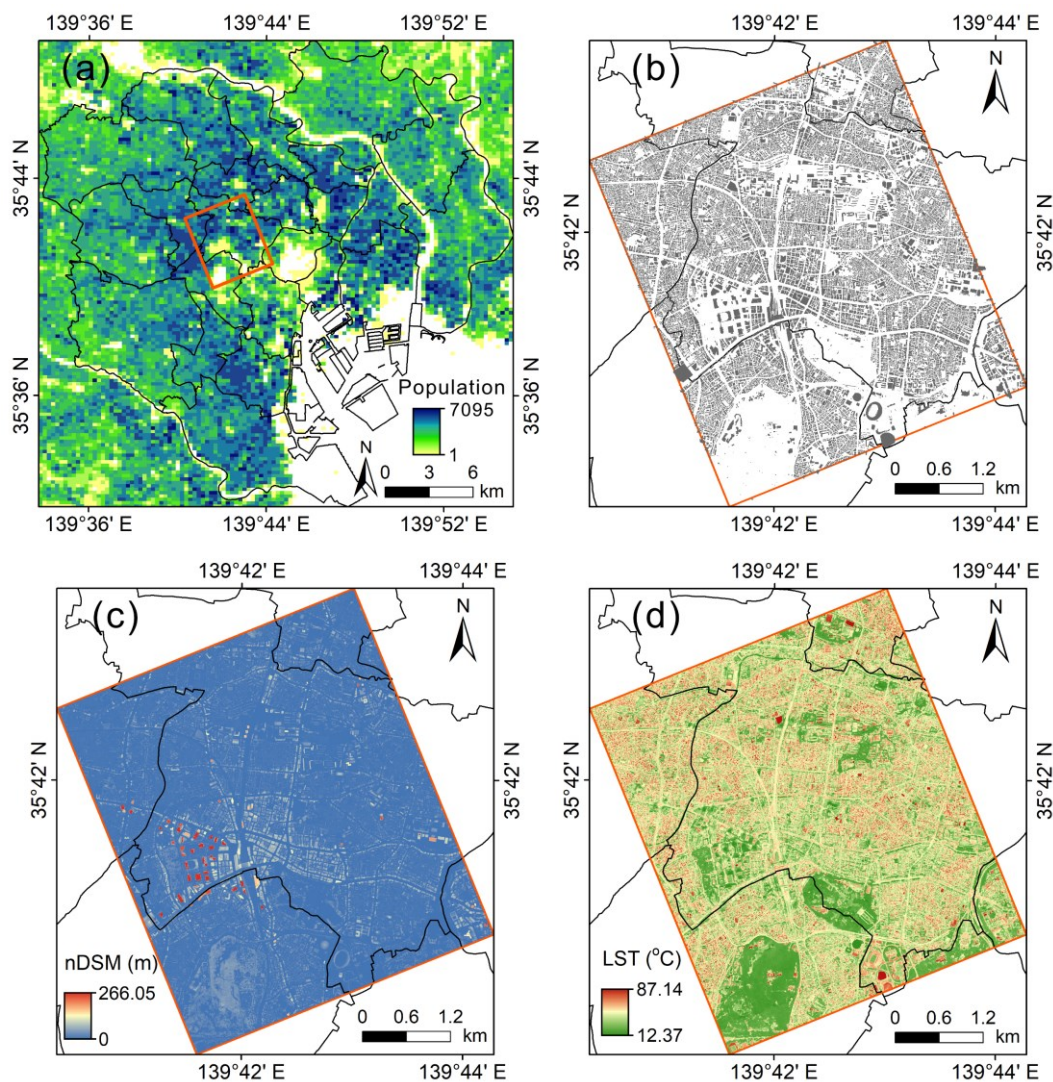 139°36' E 139°44' E 139°52' E
(a)
35°44' N
35°44' N
35°36' N
35°36' N
Population
7095
1
N
0 3 6
km
139°36' E 139°44' E 139°52' E
139°42' E 139°44' E
(b)
N
35°42' N
35°42' N
0 0.6 1.2
km
139°42' E 139°44' E
139°42' E 139°44' E
(c)
N
35°42' N
35°42' N
nDSM (m)
266.05
0
0 0.6 1.2
km
139°42' E 139°44' E
139°42' E 139°44' E
(d)
N
35°42' N
35°42' N
LST (°C)
87.14
12.37
0 0.6 1.2
km
139°42' E 139°44' E